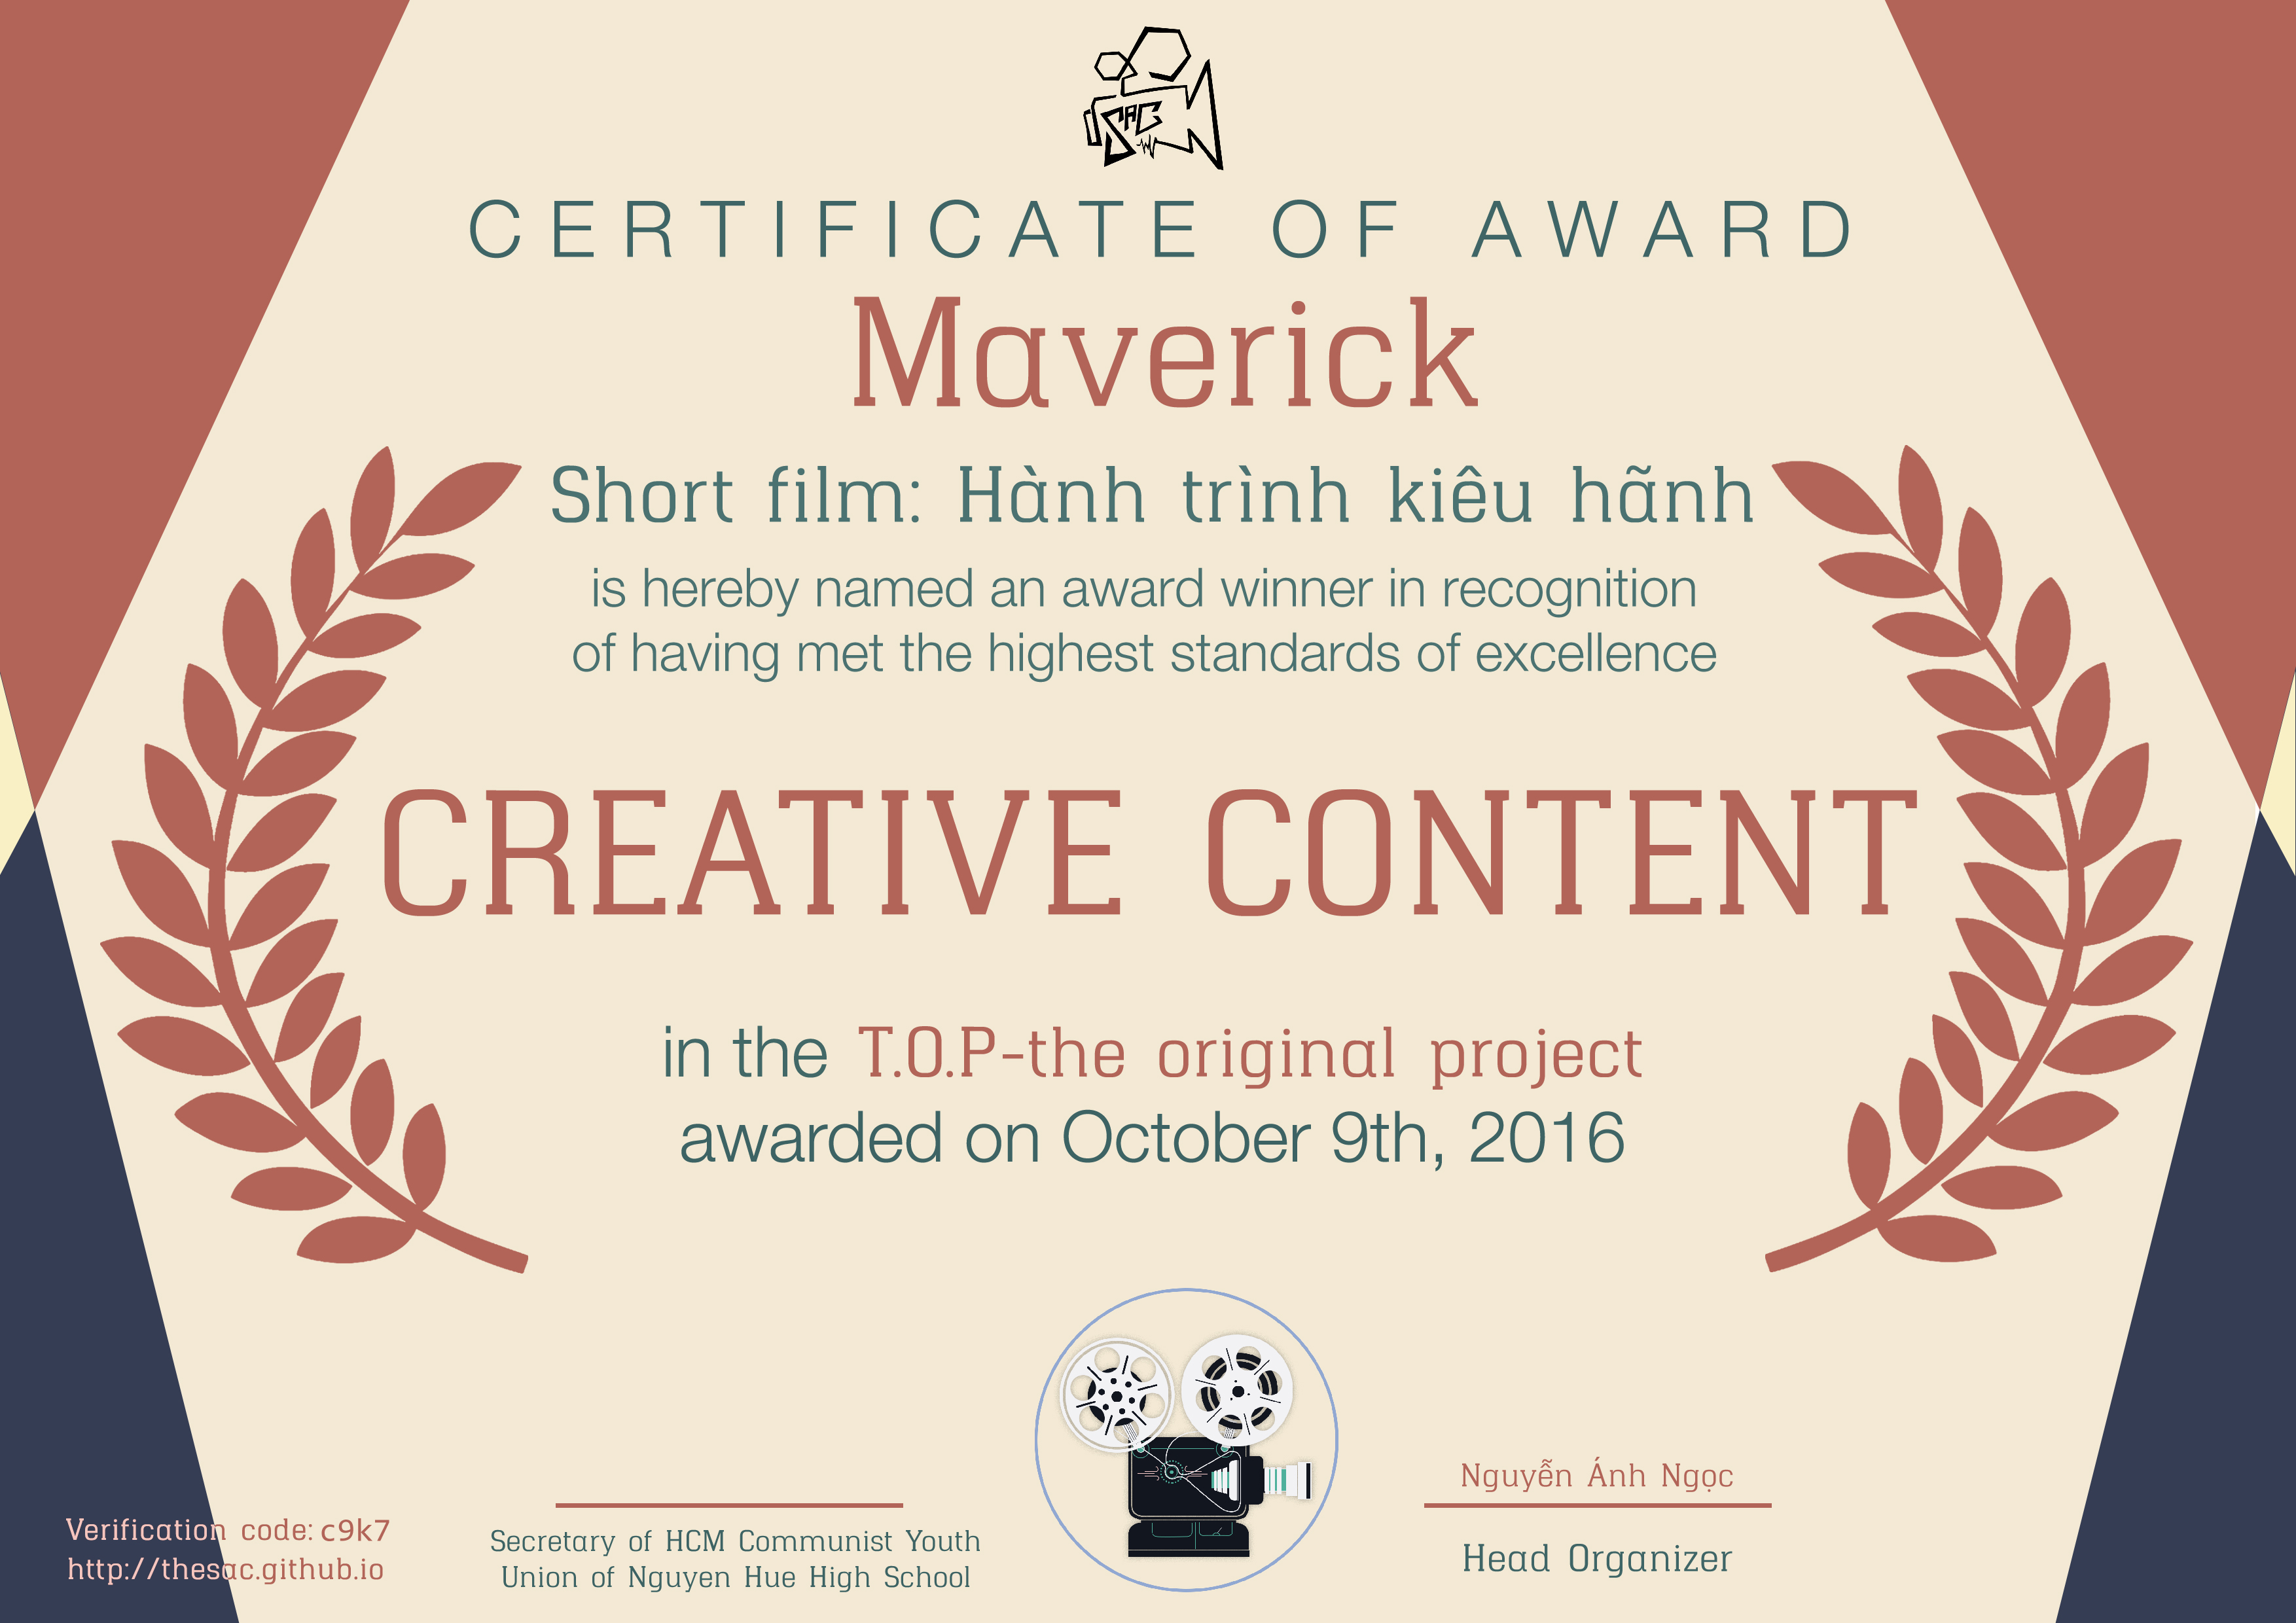 SAC
CERTIFICATE OF AWARD
Maverick
Short film: Hành trình kiêu hãnh
is hereby named an award winner in recognition
of having met the highest standards of excellence
CREATIVE CONTENT
in the T.O.P-the original project
awarded on October 9th, 2016
Nguyễn Ánh Ngọc
Verification code: c9k7
http://thesac.github.io
Secretary of HCM Communist Youth
Union of Nguyen Hue High School
Head Organizer